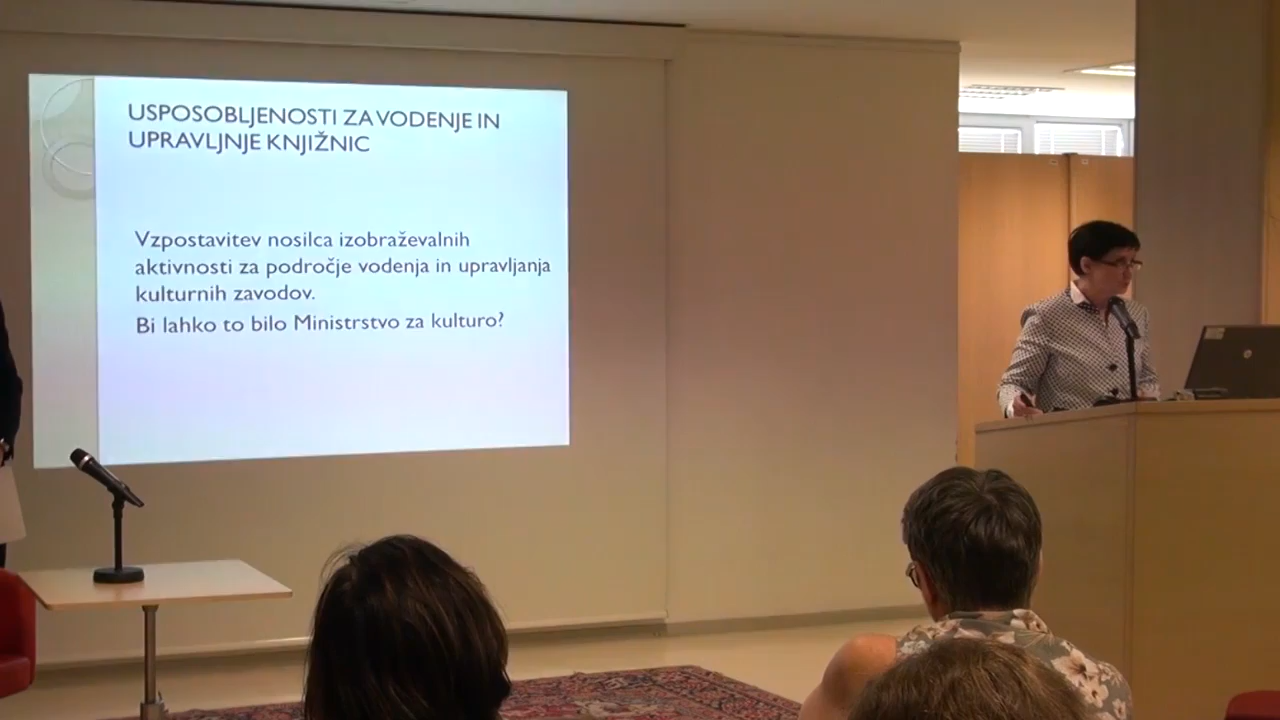 USPOSOBLJENOSTI ZA VODENJE IN
UPRAVLJNJE KNJIŽNIC
Vzpostavitev nosilca izobraževalnih
aktivnosti za področje vodenja in upravljanja
kulturnih zavodov.
Bi lahko to bilo Ministrstvo za kulturo?